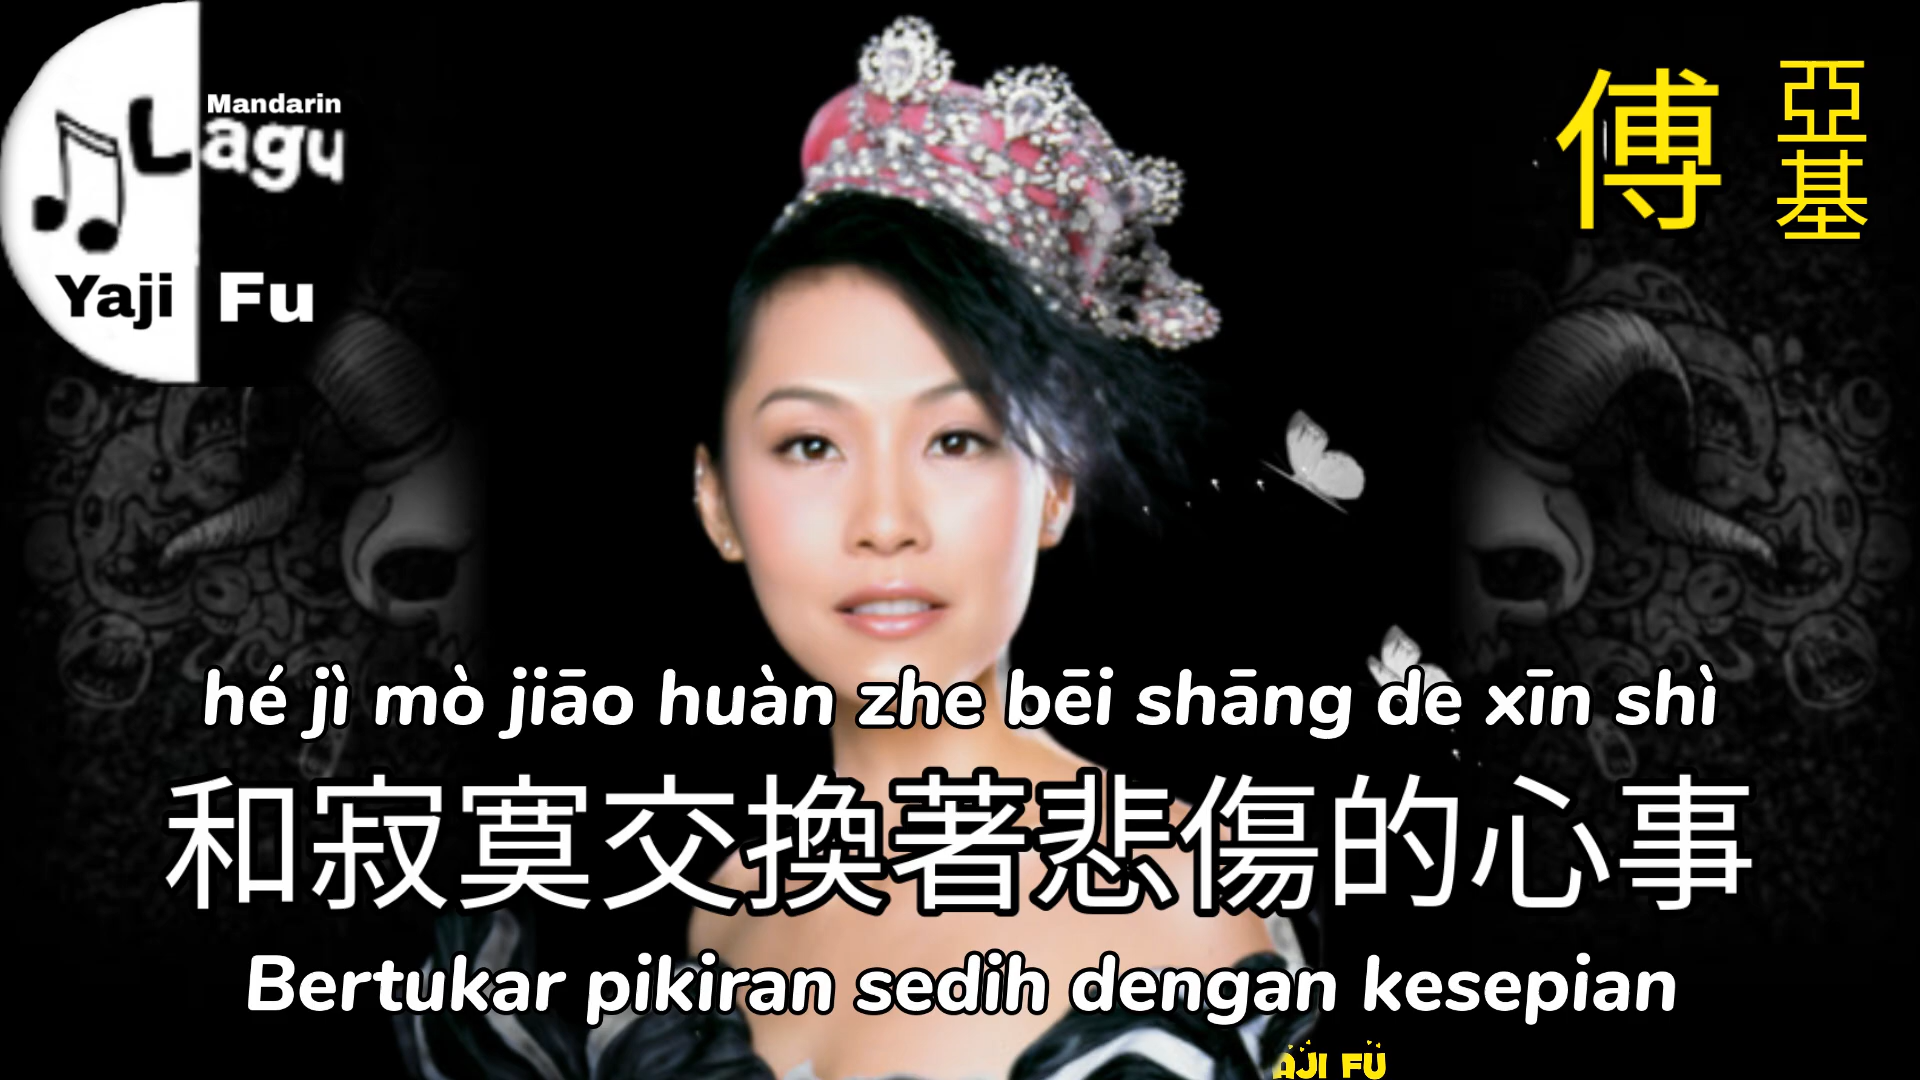 Mandarin
Lagu
Yaji Fu
傅
亞
基
hé jì mò jiāo huàn zhe bēi shāng de xīn shì
和寂寞交換著悲傷的心事
Bertukar pikiran sedih dengan kesepian
AJI FU